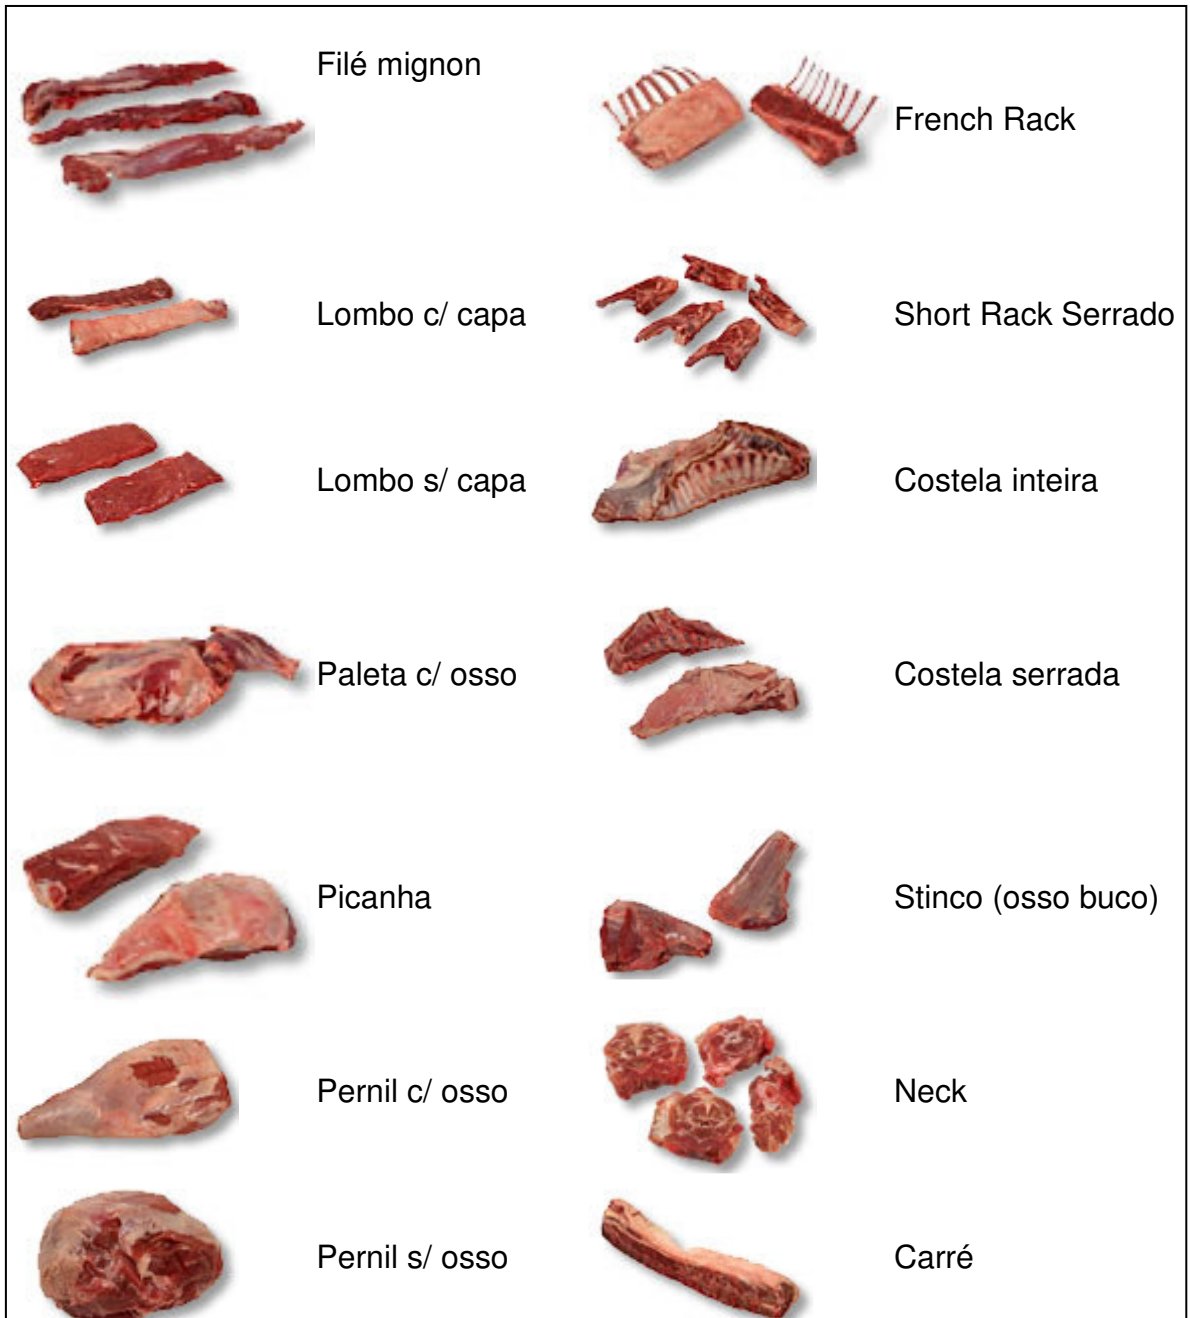 Filé mignon
French Rack
Lombo c/ capa
Short Rack Serrado
Lombo s/ capa
Costela inteira
Paleta c/ osso
Costela serrada
Picanha
Stinco (osso buco)
Pernil c/ osso
Neck
Pernil s/ osso
Carré